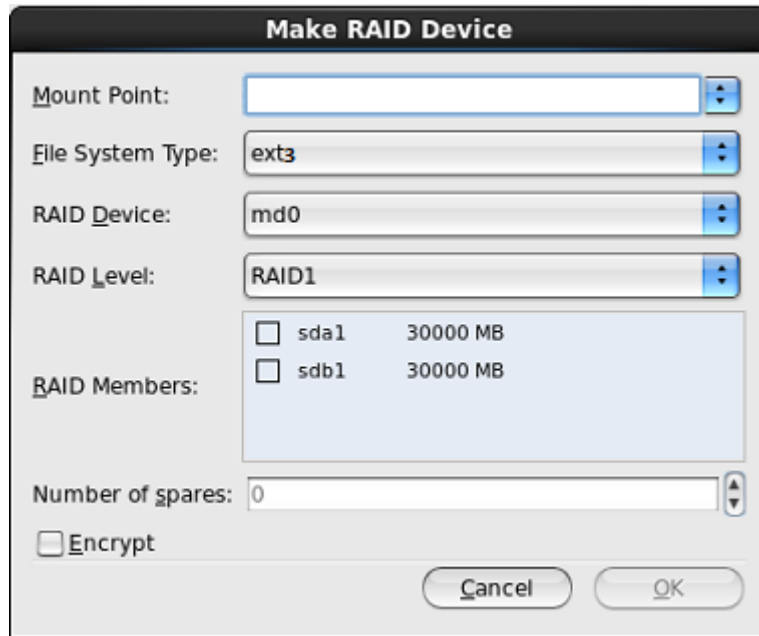 Make RAID Device
Mount Point:
File System Type: ext3
RAID Device: md0
RAID Level: RAID1
RAID Members:
sda1 30000 MB
sdb1 30000 MB
Number of spares: 0
Encrypt
Cancel OK